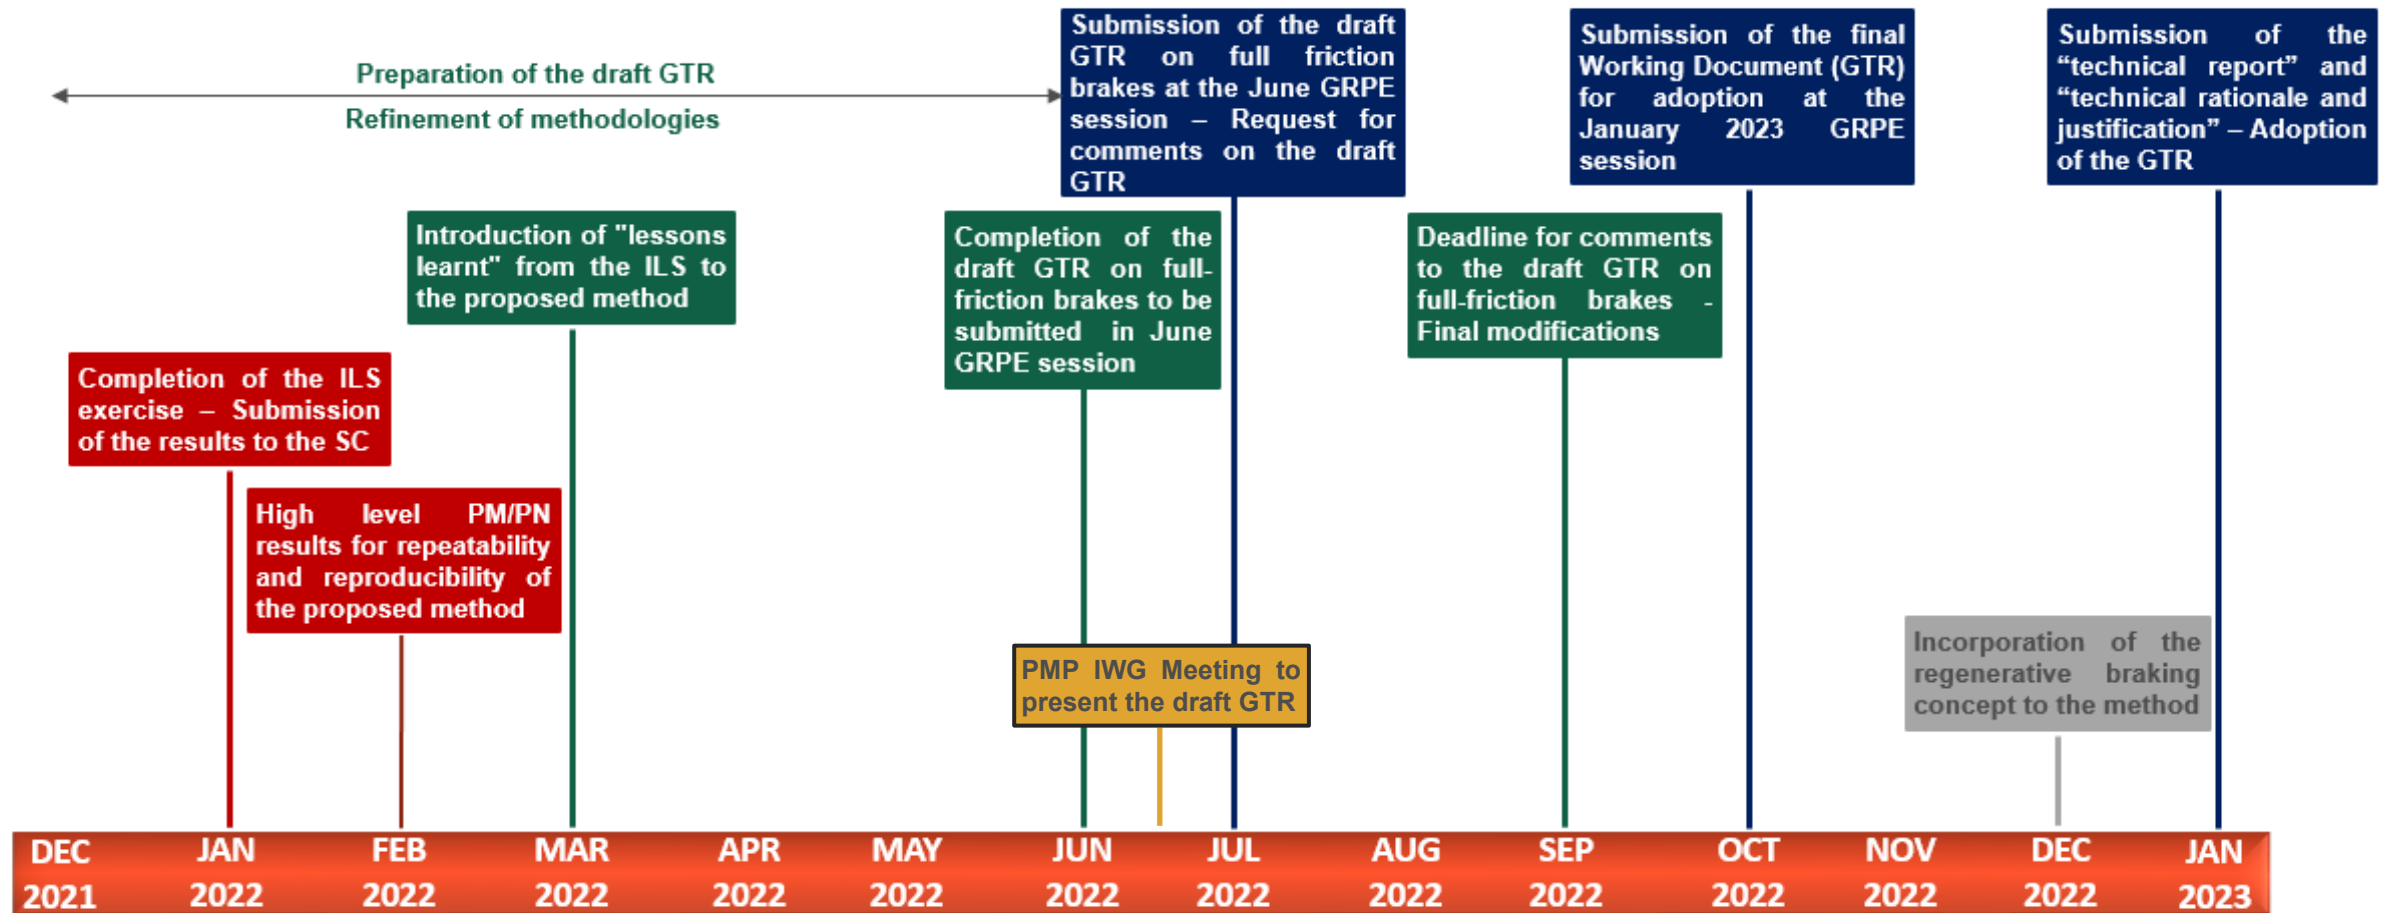 Preparation of the draft GTR
Refinement of methodologies
Submission of the draft
GTR on full friction
brakes at the June GRPE
session – Request for
comments on the draft
GTR
Submission of the final
Working Document (GTR)
for adoption at the
January 2023 GRPE
session
Submission of the
“technical report” and
“technical rationale and
justification” – Adoption
of the GTR
Introduction of "lessons
learnt" from the ILS to
the proposed method
Completion of the
draft GTR on full-
friction brakes to be
submitted in June
GRPE session
Deadline for comments
to the draft GTR on
full-friction brakes -
Final modifications
Completion of the ILS
exercise – Submission
of the results to the SC
High level PM/PN
results for repeatability
and reproducibility of
the proposed method
PMP IWG Meeting to
present the draft GTR
Incorporation of the
regenerative braking
concept to the method
DEC JAN FEB MAR APR MAY JUN JUL AUG SEP OCT NOV DEC JAN
2021 2022 2022 2022 2022 2022 2022 2022 2022 2022 2022 2022 2022 2023